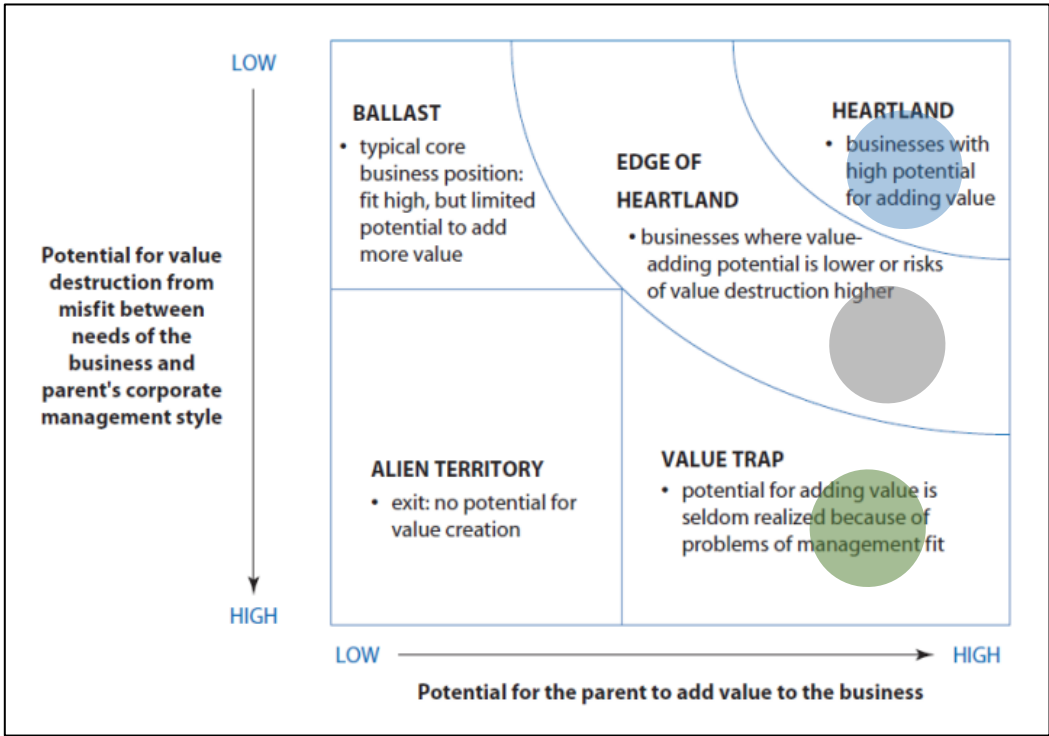 LOW
Potential for value
destruction from
misfit between
needs of the
business and
parent's corporate
management style
HIGH
BALLAST
• typical core
business position:
fit high, but limited
potential to add
more value
EDGE OF
HEARTLAND
• businesses where value-
adding potential is lower or risks
of value destruction higher
HEARTLAND
• businesses with
high potential
for adding value
ALIEN TERRITORY
• exit: no potential for
value creation
VALUE TRAP
• potential for adding value is
seldom realized because of
problems of management fit
LOW
HIGH
Potential for the parent to add value to the business